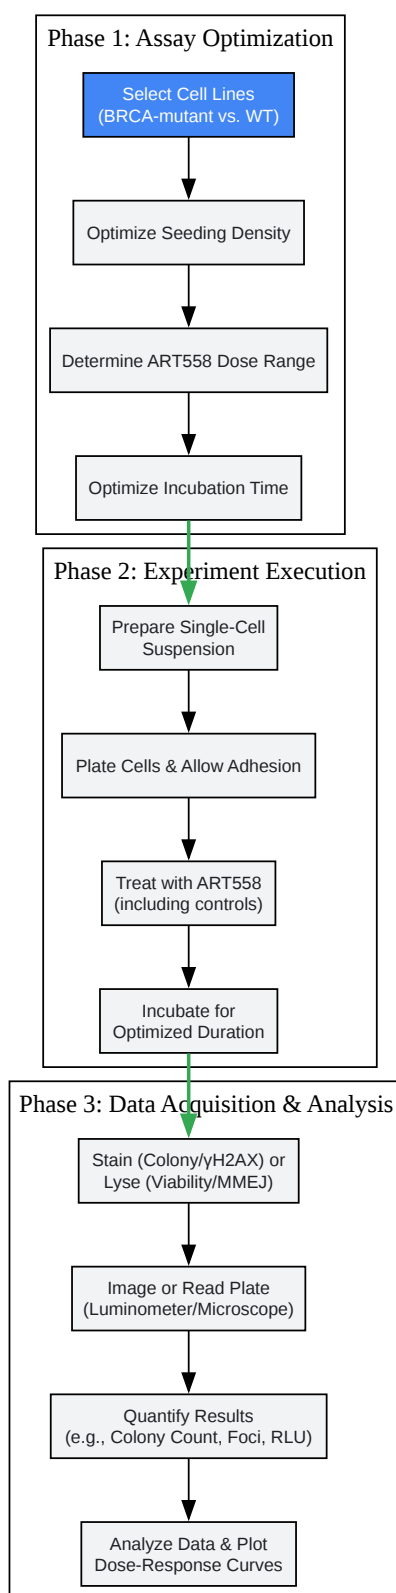 Phase 1: Assay Optimization
Select Cell Lines
(BRCA-mutant vs. WT)
Optimize Seeding Density
Determine ART558 Dose Range
Optimize Incubation Time
Phase 2: Experiment Execution
Prepare Single-Cell
Suspension
Plate Cells & Allow Adhesion
Treat with ART558
(including controls)
Incubate for
Optimized Duration
Phase 3: Data Acquisition & Analysis
Stain (Colony/γH2AX) or
Lyse (Viability/MMEJ)
Image or Read Plate
(Luminometer/Microscope)
Quantify Results
(e.g., Colony Count, Foci, RLU)
Analyze Data & Plot
Dose-Response Curves